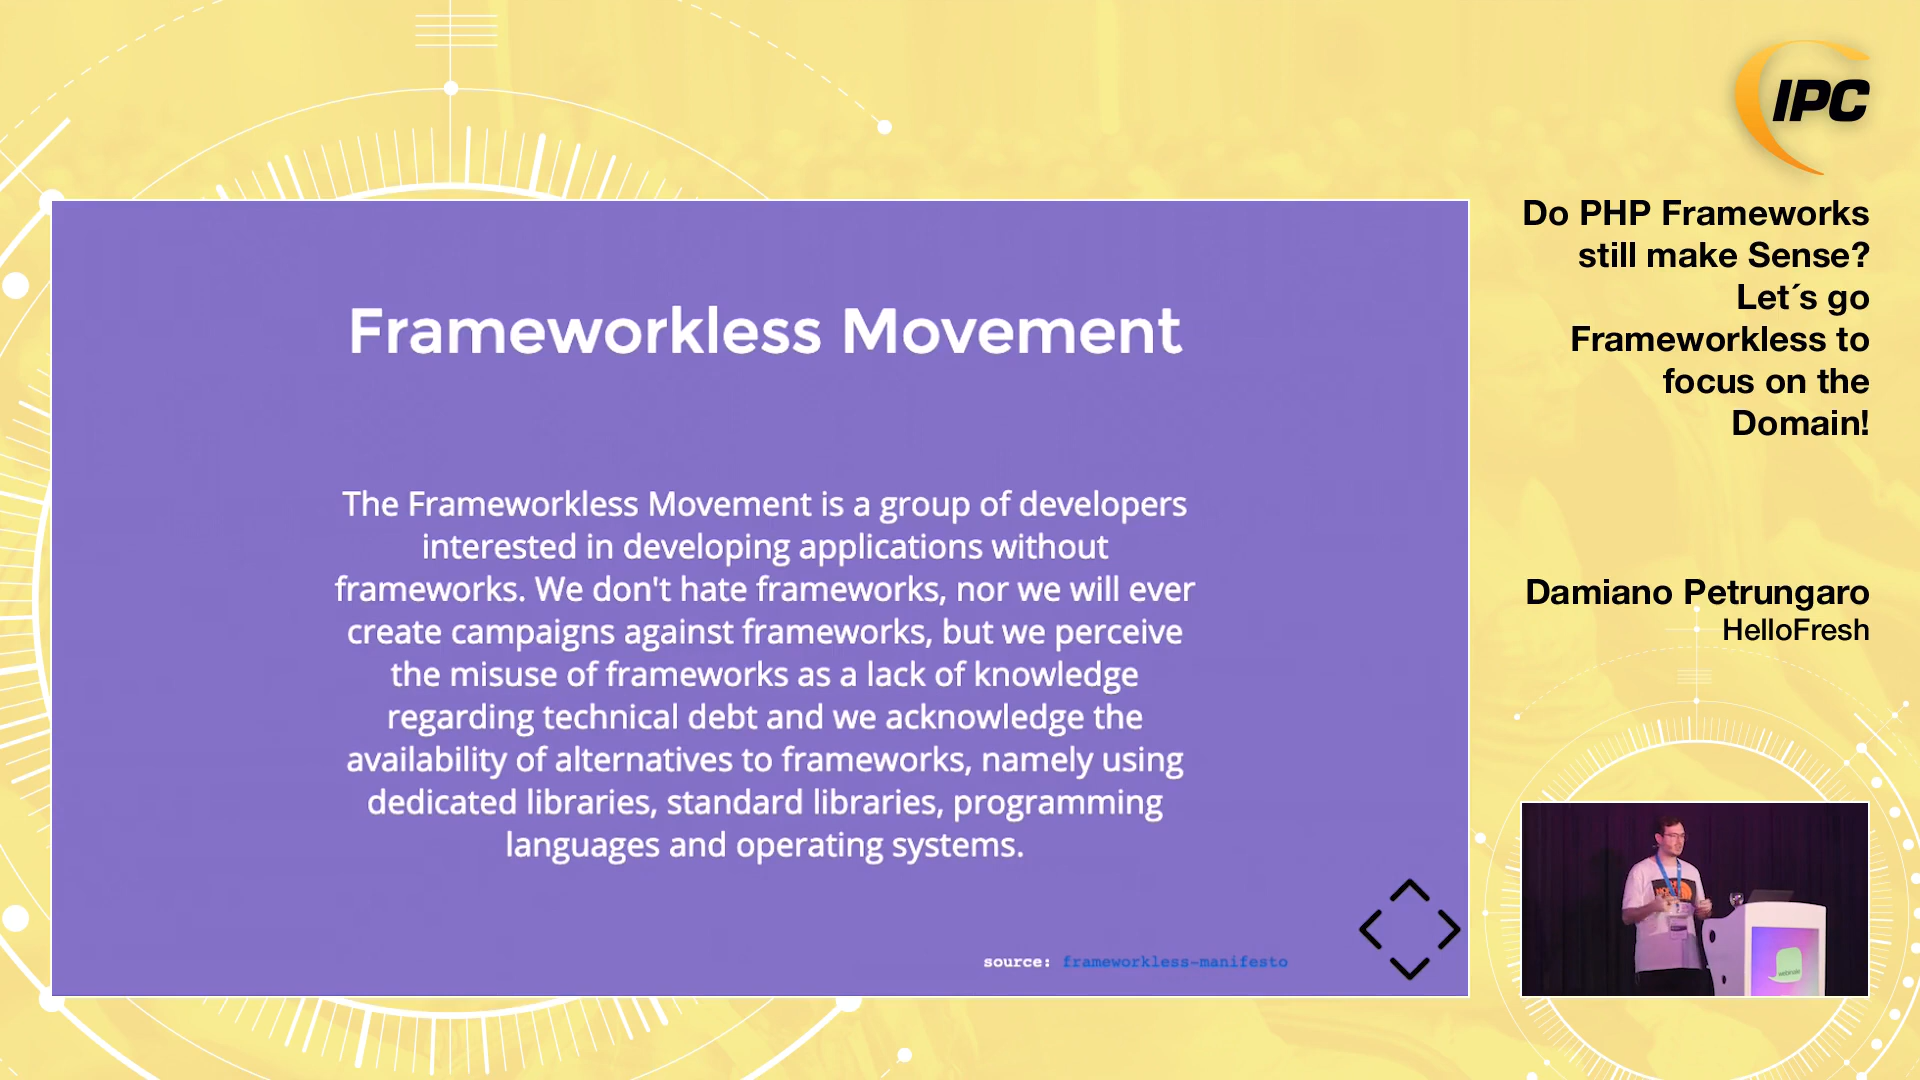 IPC
Do PHP Frameworks
still make Sense?
Let´s go
Frameworkless to
focus on the
Domain!
Frameworkless Movement
The Frameworkless Movement is a group of developers
interested in developing applications without
frameworks. We don't hate frameworks, nor we will ever
create campaigns against frameworks, but we perceive
the misuse of frameworks as a lack of knowledge
regarding technical debt and we acknowledge the
availability of alternatives to frameworks, namely using
dedicated libraries, standard libraries, programming
languages and operating systems.
source: frameworkless-manifesto
Damiano Petrungaro
HelloFresh
webinale